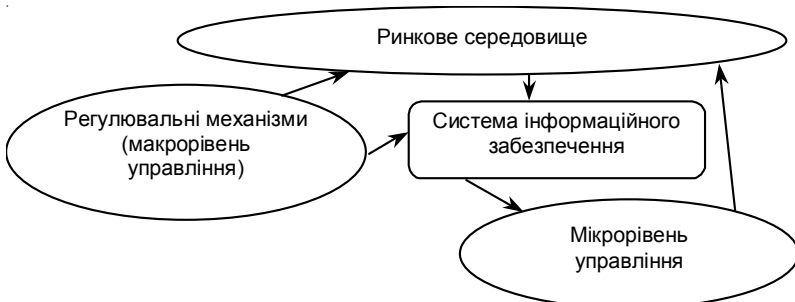 Ринкове середовище
Регулювальні механізми
(макрорівень
управління)
Система інформаційного
забезпечення
Мікрорівень
управління